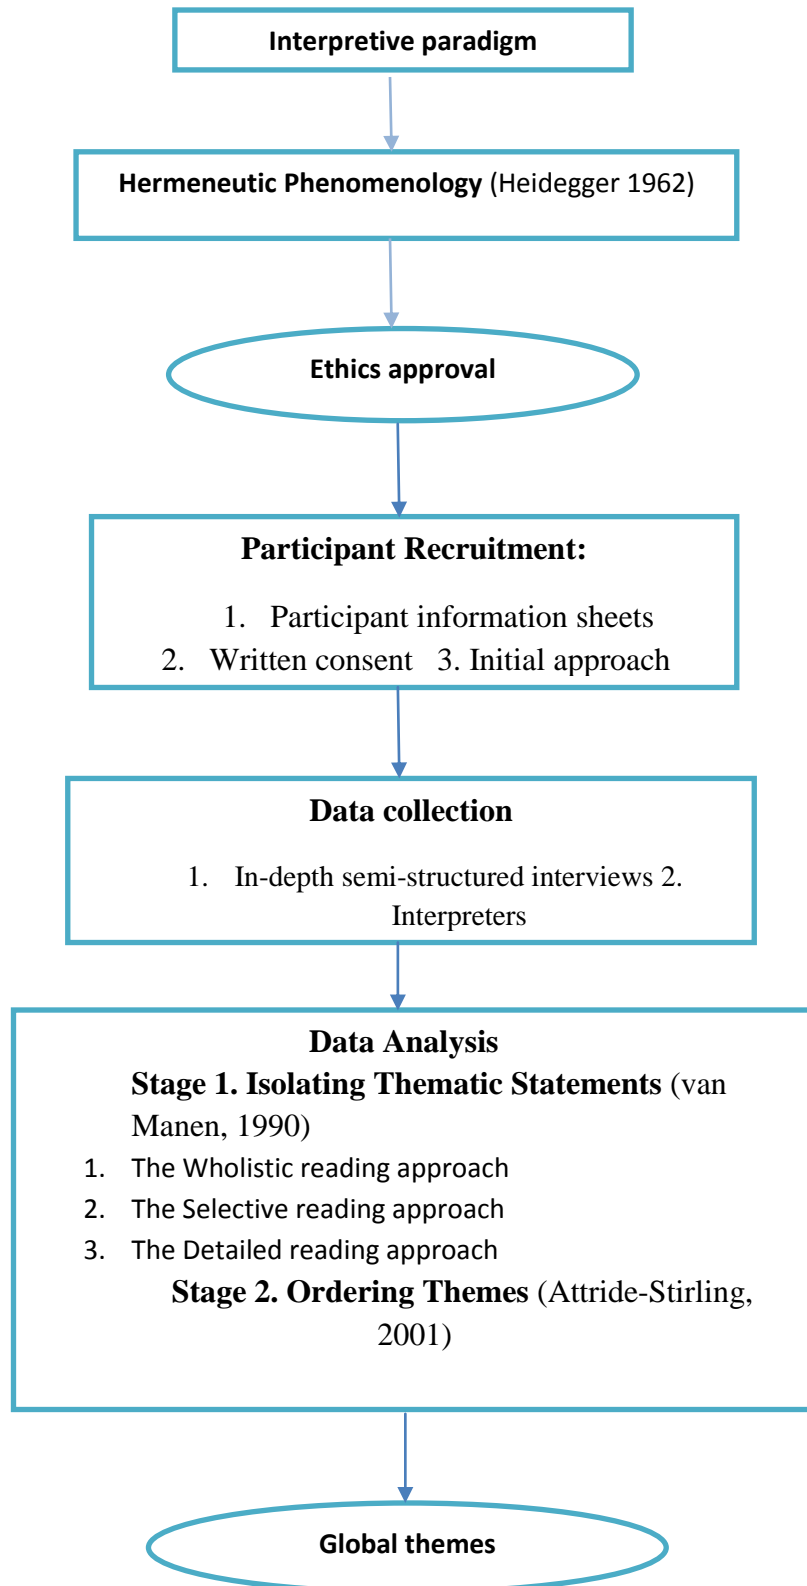 Interpretive paradigm
Hermeneutic Phenomenology (Heidegger 1962)
Ethics approval
Participant Recruitment:
1. Participant information sheets
2. Written consent 3. Initial approach
Data collection
1. In-depth semi-structured interviews 2.
Interpreters
Data Analysis
Stage 1. Isolating Thematic Statements (van
Manen, 1990)
1. The Wholistic reading approach
2. The Selective reading approach
3. The Detailed reading approach
Stage 2. Ordering Themes (Attride-Stirling,
2001)
Global themes